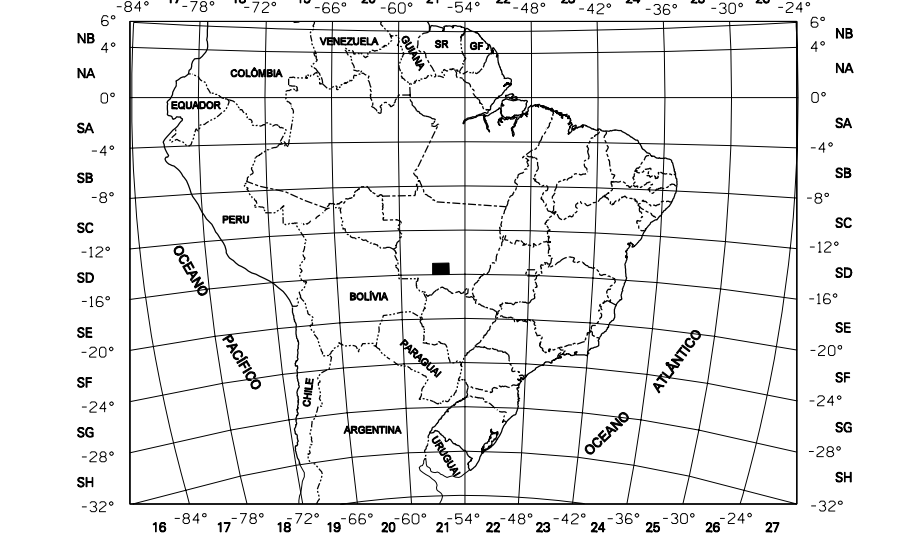 -84° -78° -72° -66° -60° -54° -48° -42° -36° -30° -24°
6° 6°
NB VENEZUELA GUIANA SR GF NB
4° 4°
NA COLÔMBIA NA
0° EQUADOR 0°
SA SA
-4° -4°
SB SB
-8° -8°
PERU
SC SC
-12° -12°
OCEANO
SD SD
-16° BOLÍVIA -16°
SE SE
PACÍFICO PARAGUAI ATLÂNTICO
-20° -20°
SF CHILE SF
-24° -24°
SG ARGENTINA OCEANO SG
URUGUAI
-28° -28°
SH SH
-32° -32°
-84° -78° -72° -66° -60° -54° -48° -42° -36° -30° -24°
16 17 18 19 20 21 22 23 24 25 26 27